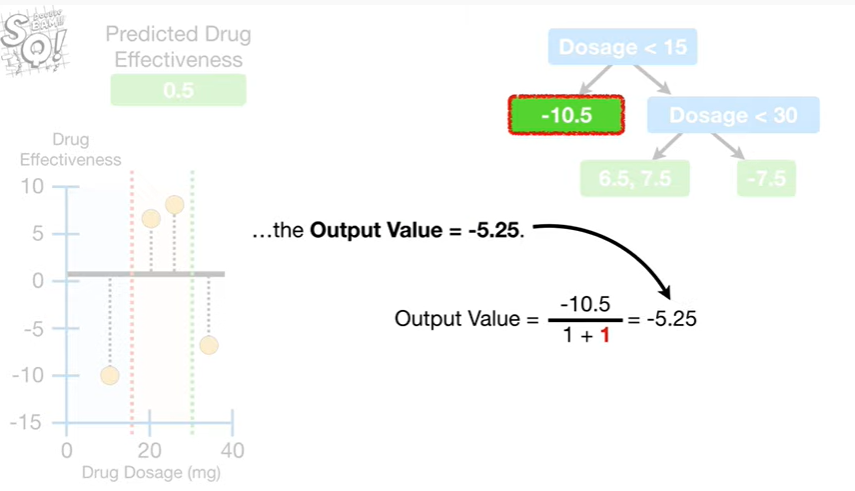 SQ!
Predicted Drug
Effectiveness
0.5
Dosage < 15
-10.5
Dosage < 30
6.5, 7.5
-7.5
Drug
Effectiveness
10
5
0
-5
-10
-15
0
20
40
Drug Dosage (mg)
…the Output Value = -5.25.
Output Value =
-10.5
1 + 1
= -5.25